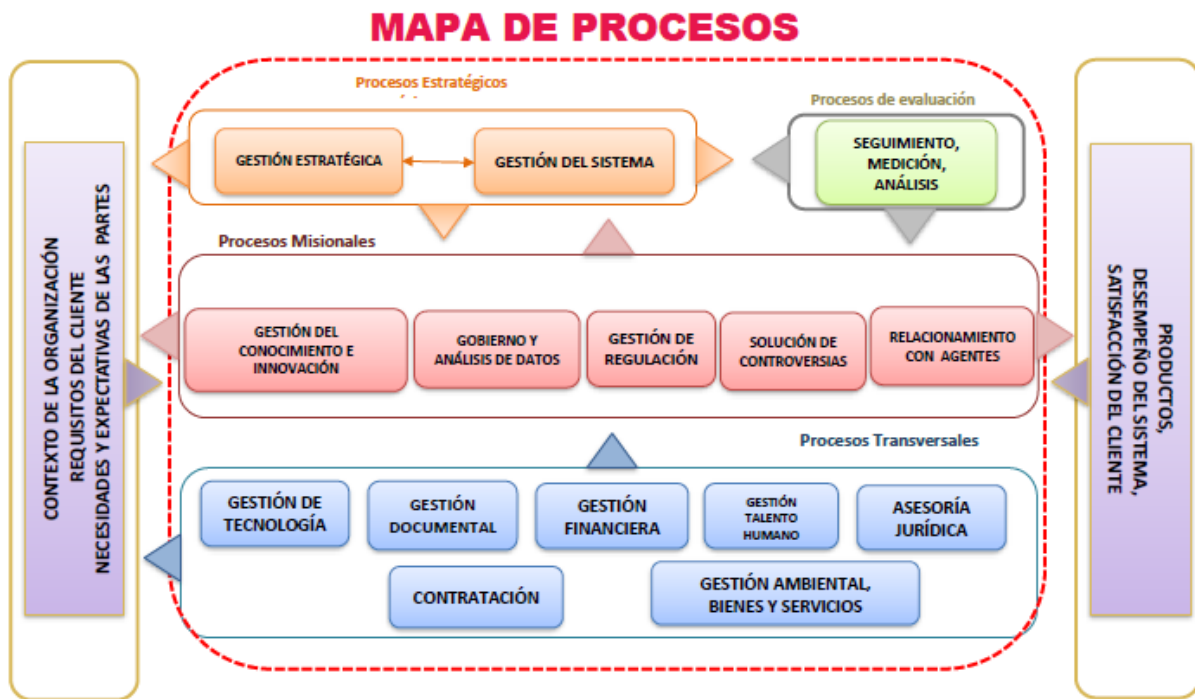 MAPA DE PROCESOS
Procesos Estratégicos
Procesos de evaluación
GESTIÓN ESTRATÉGICA
GESTIÓN DEL SISTEMA
SEGUIMIENTO,
MEDICIÓN,
ANÁLISIS
CONTEXTO DE LA ORGANIZACIÓN
REQUISITOS DEL CLIENTE
NECESIDADES Y EXPECTATIVAS DE LAS PARTES
Procesos Misionales
GESTIÓN DEL
CONOCIMIENTO E
INNOVACIÓN
GOBIERNO Y
ANÁLISIS DE DATOS
GESTIÓN DE
REGULACIÓN
SOLUCIÓN DE
CONTROVERSIAS
RELACIONAMIENTO
CON AGENTES
Procesos Transversales
GESTIÓN DE
TECNOLOGÍA
GESTIÓN
DOCUMENTAL
GESTIÓN
FINANCIERA
GESTIÓN
TALENTO
HUMANO
ASESORÍA
JURÍDICA
CONTRATACIÓN
GESTIÓN AMBIENTAL,
BIENES Y SERVICIOS
PRODUCTOS,
DESEMPEÑO DEL SISTEMA,
SATISFACCIÓN DEL CLIENTE